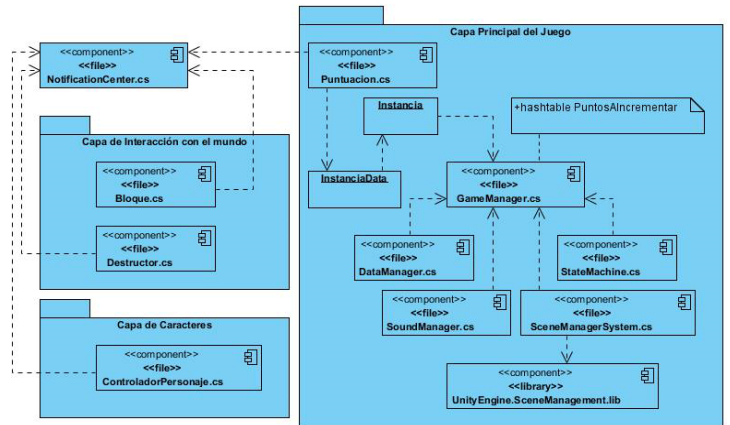 Capa Principal del Juego
<<component>>
<<file>>
NotificationCenter.cs
<<component>>
<<file>>
Puntuacion.cs
Instancia
+hashtable PuntosAIncrementar
Capa de Interacción con el mundo
<<component>>
<<file>>
Bloque.cs
InstanciaData
<<component>>
<<file>>
GameManager.cs
<<component>>
<<file>>
Destructor.cs
<<component>>
<<file>>
DataManager.cs
<<component>>
<<file>>
StateMachine.cs
<<component>>
<<file>>
SoundManager.cs
<<component>>
<<file>>
SceneManagerSystem.cs
Capa de Caracteres
<<component>>
<<file>>
ControladorPersonaje.cs
<<component>>
<<library>>
UnityEngine.SceneManagement.lib